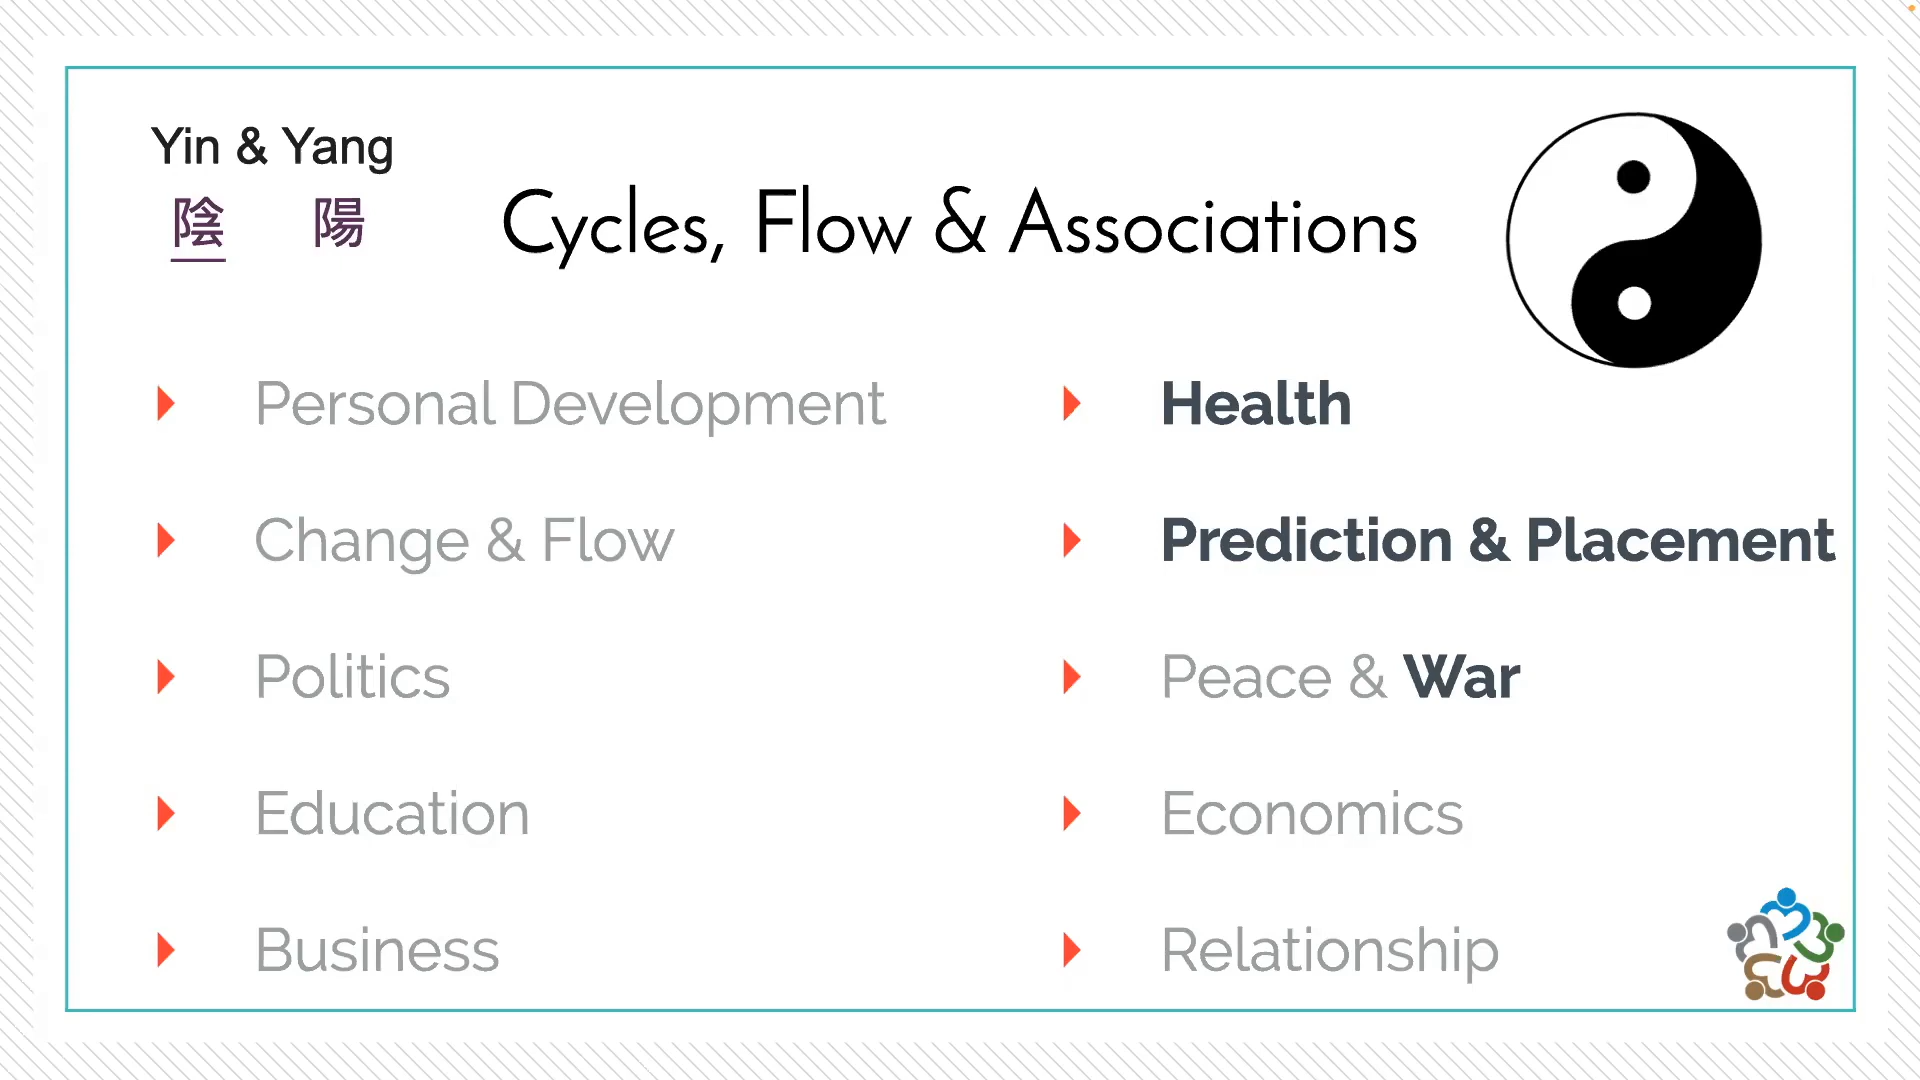 Yin & Yang
陰 陽
Cycles, Flow & Associations
Personal Development
Change & Flow
Politics
Education
Business
Health
Prediction & Placement
Peace & War
Economics
Relationship